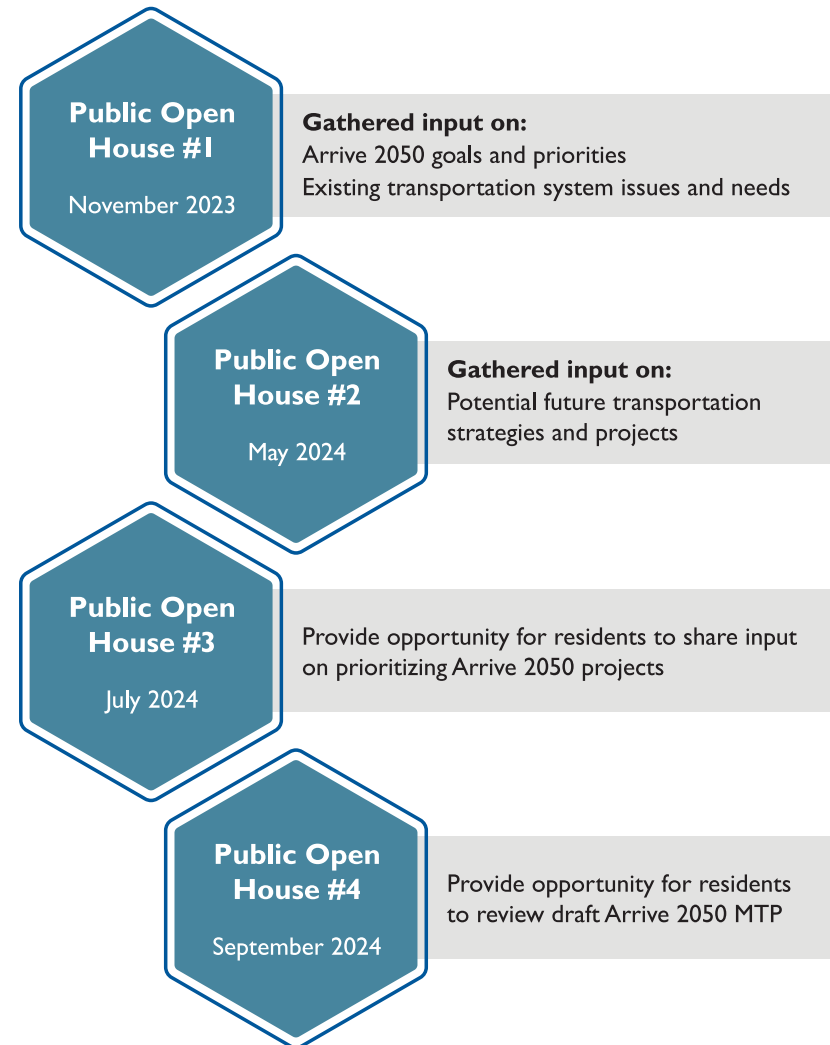 Public Open
House #1
November 2023
Gathered input on:
Arrive 2050 goals and priorities
Existing transportation system issues and needs
Public Open
House #2
May 2024
Gathered input on:
Potential future transportation
strategies and projects
Public Open
House #3
July 2024
Provide opportunity for residents to share input
on prioritizing Arrive 2050 projects
Public Open
House #4
September 2024
Provide opportunity for residents
to review draft Arrive 2050 MTP